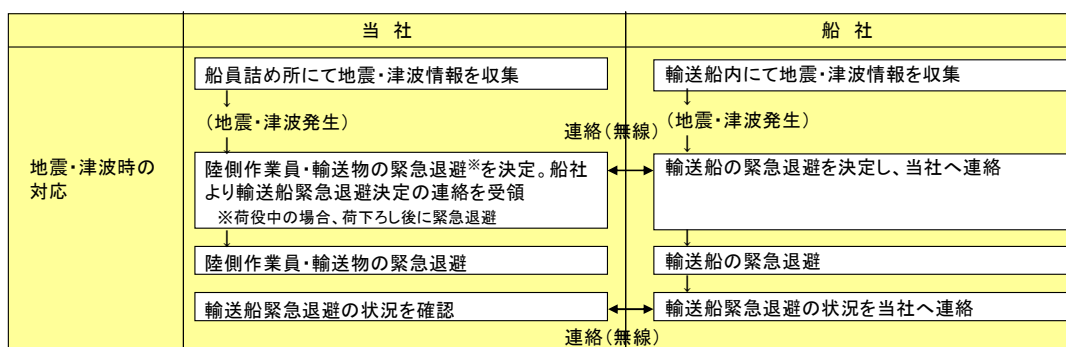 当 社
船 社
地震・津波時の
対応
船員詰め所にて地震・津波情報を収集
↓
(地震・津波発生)
↓
陸側作業員・輸送物の緊急退避※を決定。船社
より輸送船緊急退避決定の連絡を受領
※荷役中の場合、荷下ろし後に緊急退避
↓
陸側作業員・輸送物の緊急退避
輸送船緊急退避の状況を確認
連絡(無線)
連絡(無線)
輸送船内にて地震・津波情報を収集
↓
(地震・津波発生)
↓
輸送船の緊急退避を決定し、当社へ連絡
↓
輸送船の緊急退避
↓
輸送船緊急退避の状況を当社へ連絡